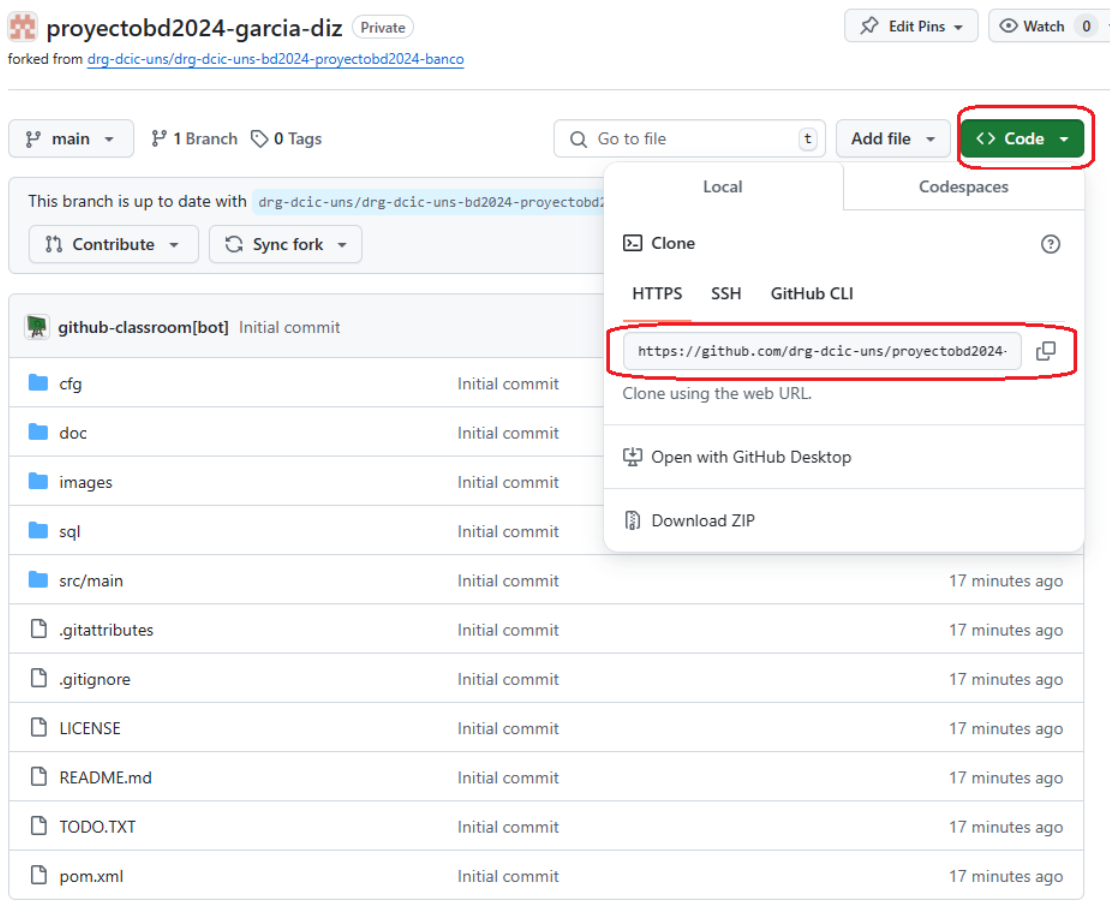 proyectobd2024-garcia-diz Private
Edit Pins
Watch 0
forked from drg-dcic-uns/drg-dcic-uns-bd2024-proyectobd2024-banco
main
1 Branch
0 Tags
Go to file t
Add file
<> Code
This branch is up to date with drg-dcic-uns/drg-dcic-uns-bd2024-proyectobd2
Contribute
Sync fork
Local
Codespaces
Clone
HTTPS
SSH
GitHub CLI
https://github.com/drg-dcic-uns/proyectobd2024-
Clone using the web URL.
Open with GitHub Desktop
Download ZIP
github-classroom[bot] Initial commit
cfg Initial commit
doc Initial commit
images Initial commit
sql Initial commit
src/main Initial commit 17 minutes ago
.gitattributes Initial commit 17 minutes ago
.gitignore Initial commit 17 minutes ago
LICENSE Initial commit 17 minutes ago
README.md Initial commit 17 minutes ago
TODO.TXT Initial commit 17 minutes ago
pom.xml Initial commit 17 minutes ago